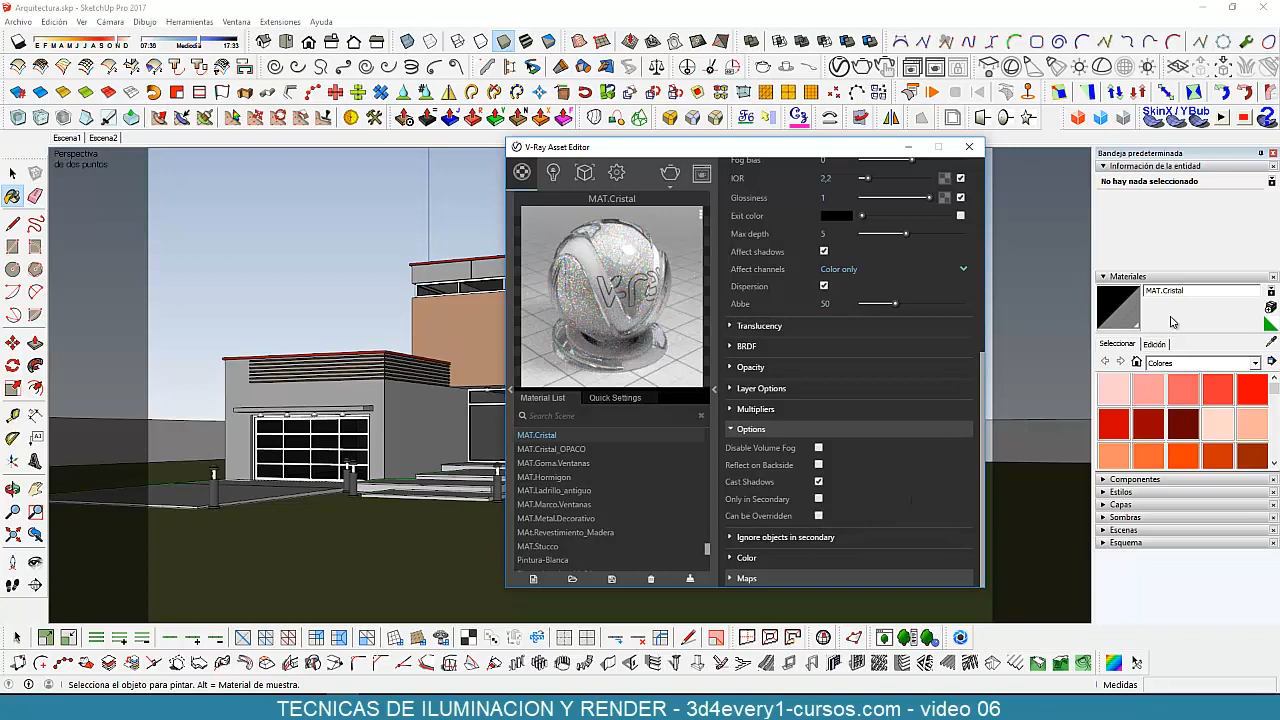 Arquitectura.skp - SketchUp Pro 2017
Archivo Edición Ver Cámara Dibujo Herramientas Ventana Extensiones Ayuda
E F M A M J J A S O N D 07:38 Mediodía 17:33
SkinX / YBub
Escena1 Escena2
Perspectiva
de dos puntos
V-Ray Asset Editor
MAT.Cristal
Material List Quick Settings
Search Scene
MAT.Cristal
MAT.Cristal_OPACO
MAT.Goma.Ventanas
MAT.Hormigon
MAT.Ladrillo_antiguo
MAT.Marco.Ventanas
MAT.Metal.Decorativo
MAt.Revestimiento_Madera
MAT.Stucco
Pintura-Blanca
Fog bias 0
IOR 2,2
Glossiness 1
Exit color
Max depth 5
Affect shadows
Affect channels Color only
Dispersion
Abbe 50
Translucency
BRDF
Opacity
Layer Options
Multipliers
Options
Disable Volume Fog
Reflect on Backside
Cast Shadows
Only in Secondary
Can be Overridden
Ignore objects in secondary
Color
Maps
Bandeja predeterminada
Información de la entidad
No hay nada seleccionado
Materiales
MAT.Cristal
Seleccionar Edición
Colores
Componentes
Estilos
Capas
Sombras
Escenas
Esquema
Selecciona el objeto para pintar. Alt = Material de muestra.
Medidas
TECNICAS DE ILUMINACION Y RENDER - 3d4every1-cursos.com - video 06